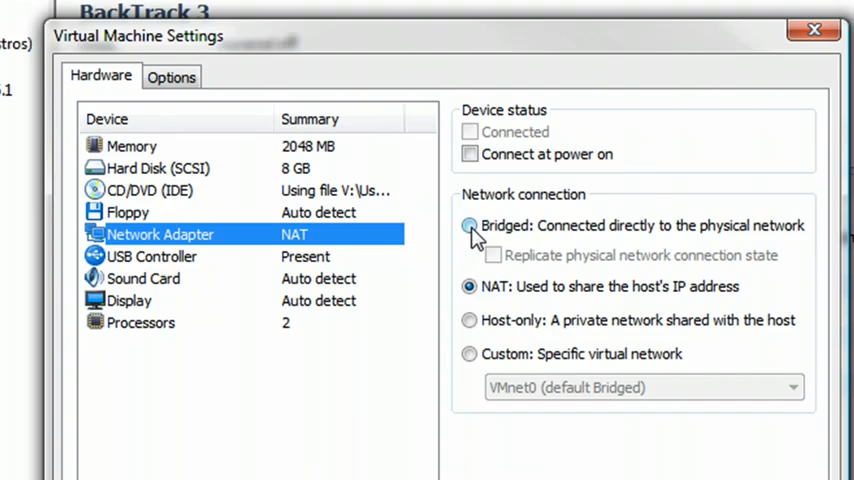 BackTrack 3
Virtual Machine Settings
stros)
Hardware
Options
.1
Device Summary
Memory 2048 MB
Hard Disk (SCSI) 8 GB
CD/DVD (IDE) Using file V:\Us...
Floppy Auto detect
Network Adapter NAT
USB Controller Present
Sound Card Auto detect
Display Auto detect
Processors 2
Device status
Connected
Connect at power on
Network connection
Bridged: Connected directly to the physical network
Replicate physical network connection state
NAT: Used to share the host's IP address
Host-only: A private network shared with the host
Custom: Specific virtual network
VMnet0 (default Bridged)